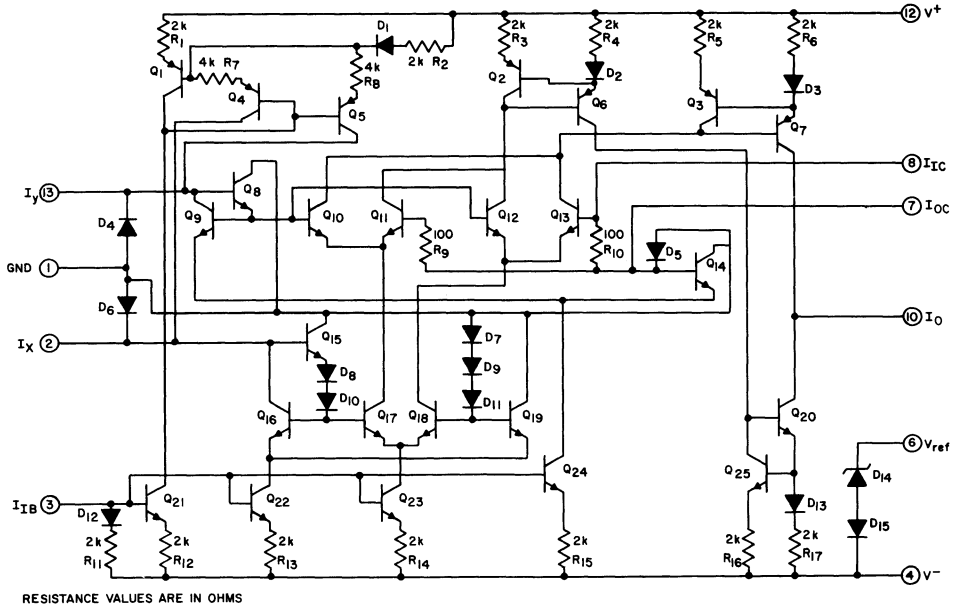 2k R1
D1
2k R2
2k R3
2k R4
2k R5
2k R6
12 V+
Q1
4k R7
4k R8
Q2
D2
D3
Q4
Q5
Q6
Q3
Q7
8 IIC
Iy 13
Q8
Q9
Q10
Q11
Q12
Q13
7 IOC
D4
100 R9
100 R10
D5
Q14
GND 1
D6
10 IO
IX 2
Q15
D7
D8
D9
D10
D11
Q16
Q17
Q18
Q19
Q20
6 Vref
Q24
Q25
D14
IIB 3
Q21
Q22
Q23
D12
D13
D15
2k R11
2k R12
2k R13
2k R14
2k R15
2k R16
2k R17
4 V-
RESISTANCE VALUES ARE IN OHMS